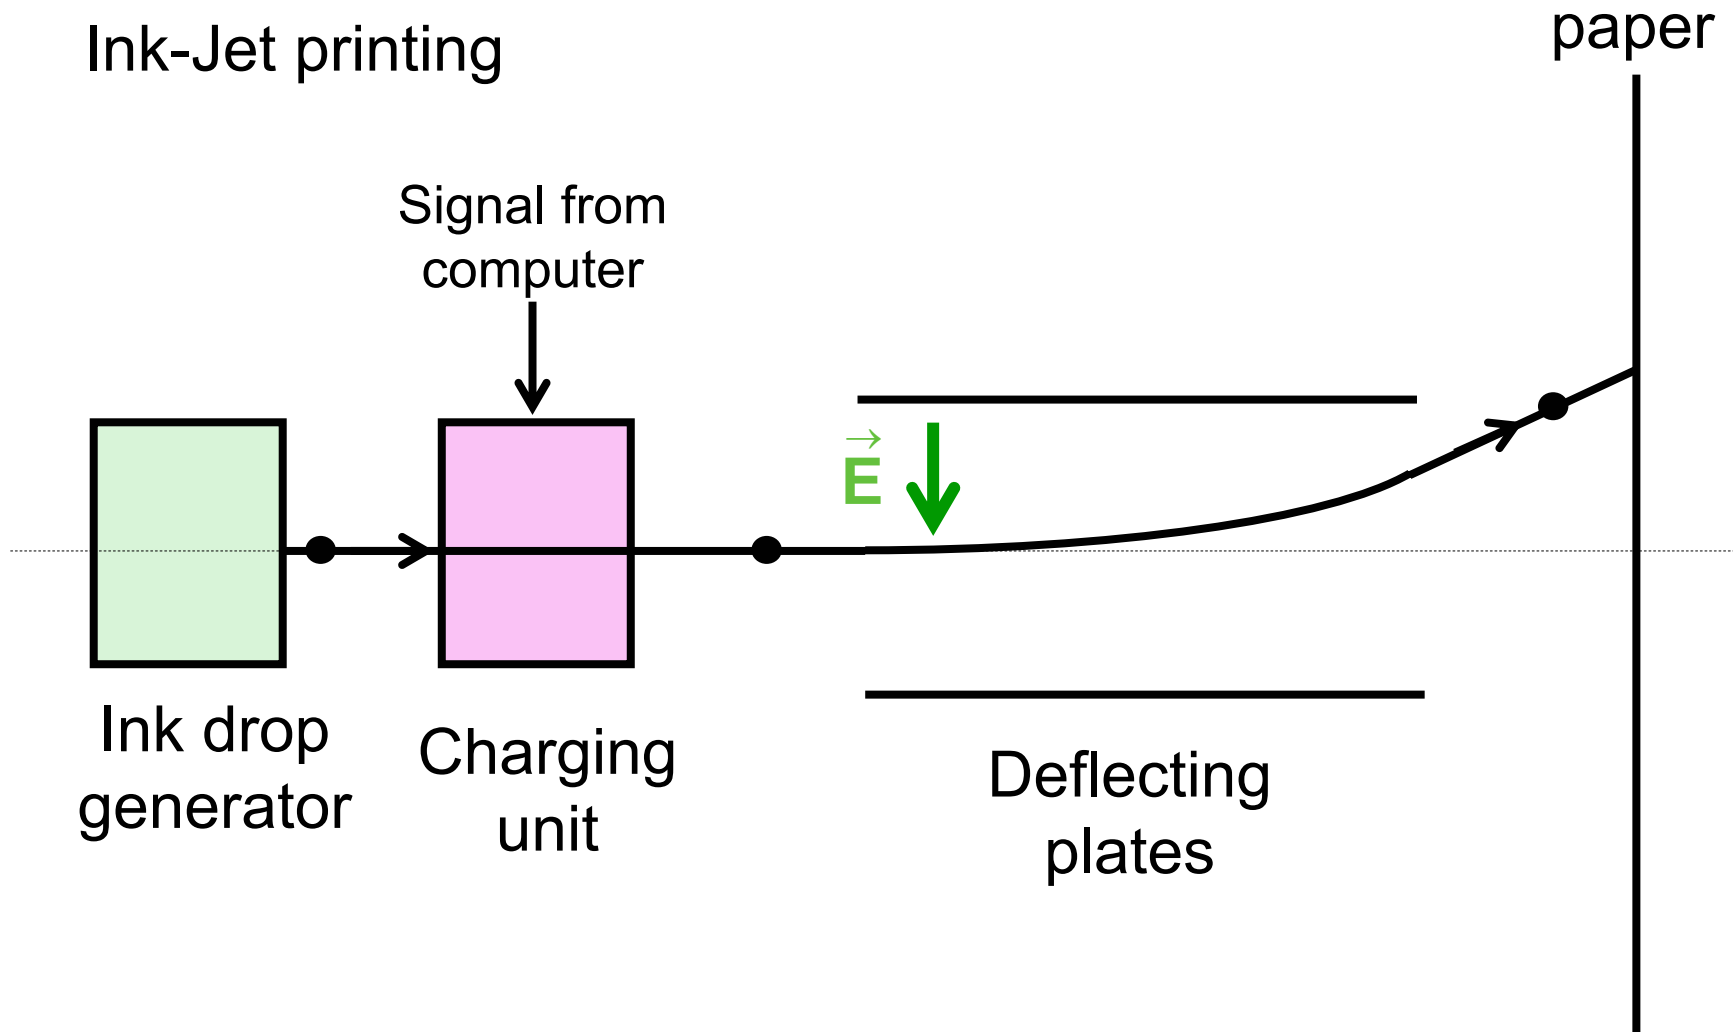 Ink-Jet printing
paper
Signal from
computer
E
Ink drop
generator
Charging
unit
Deflecting
plates